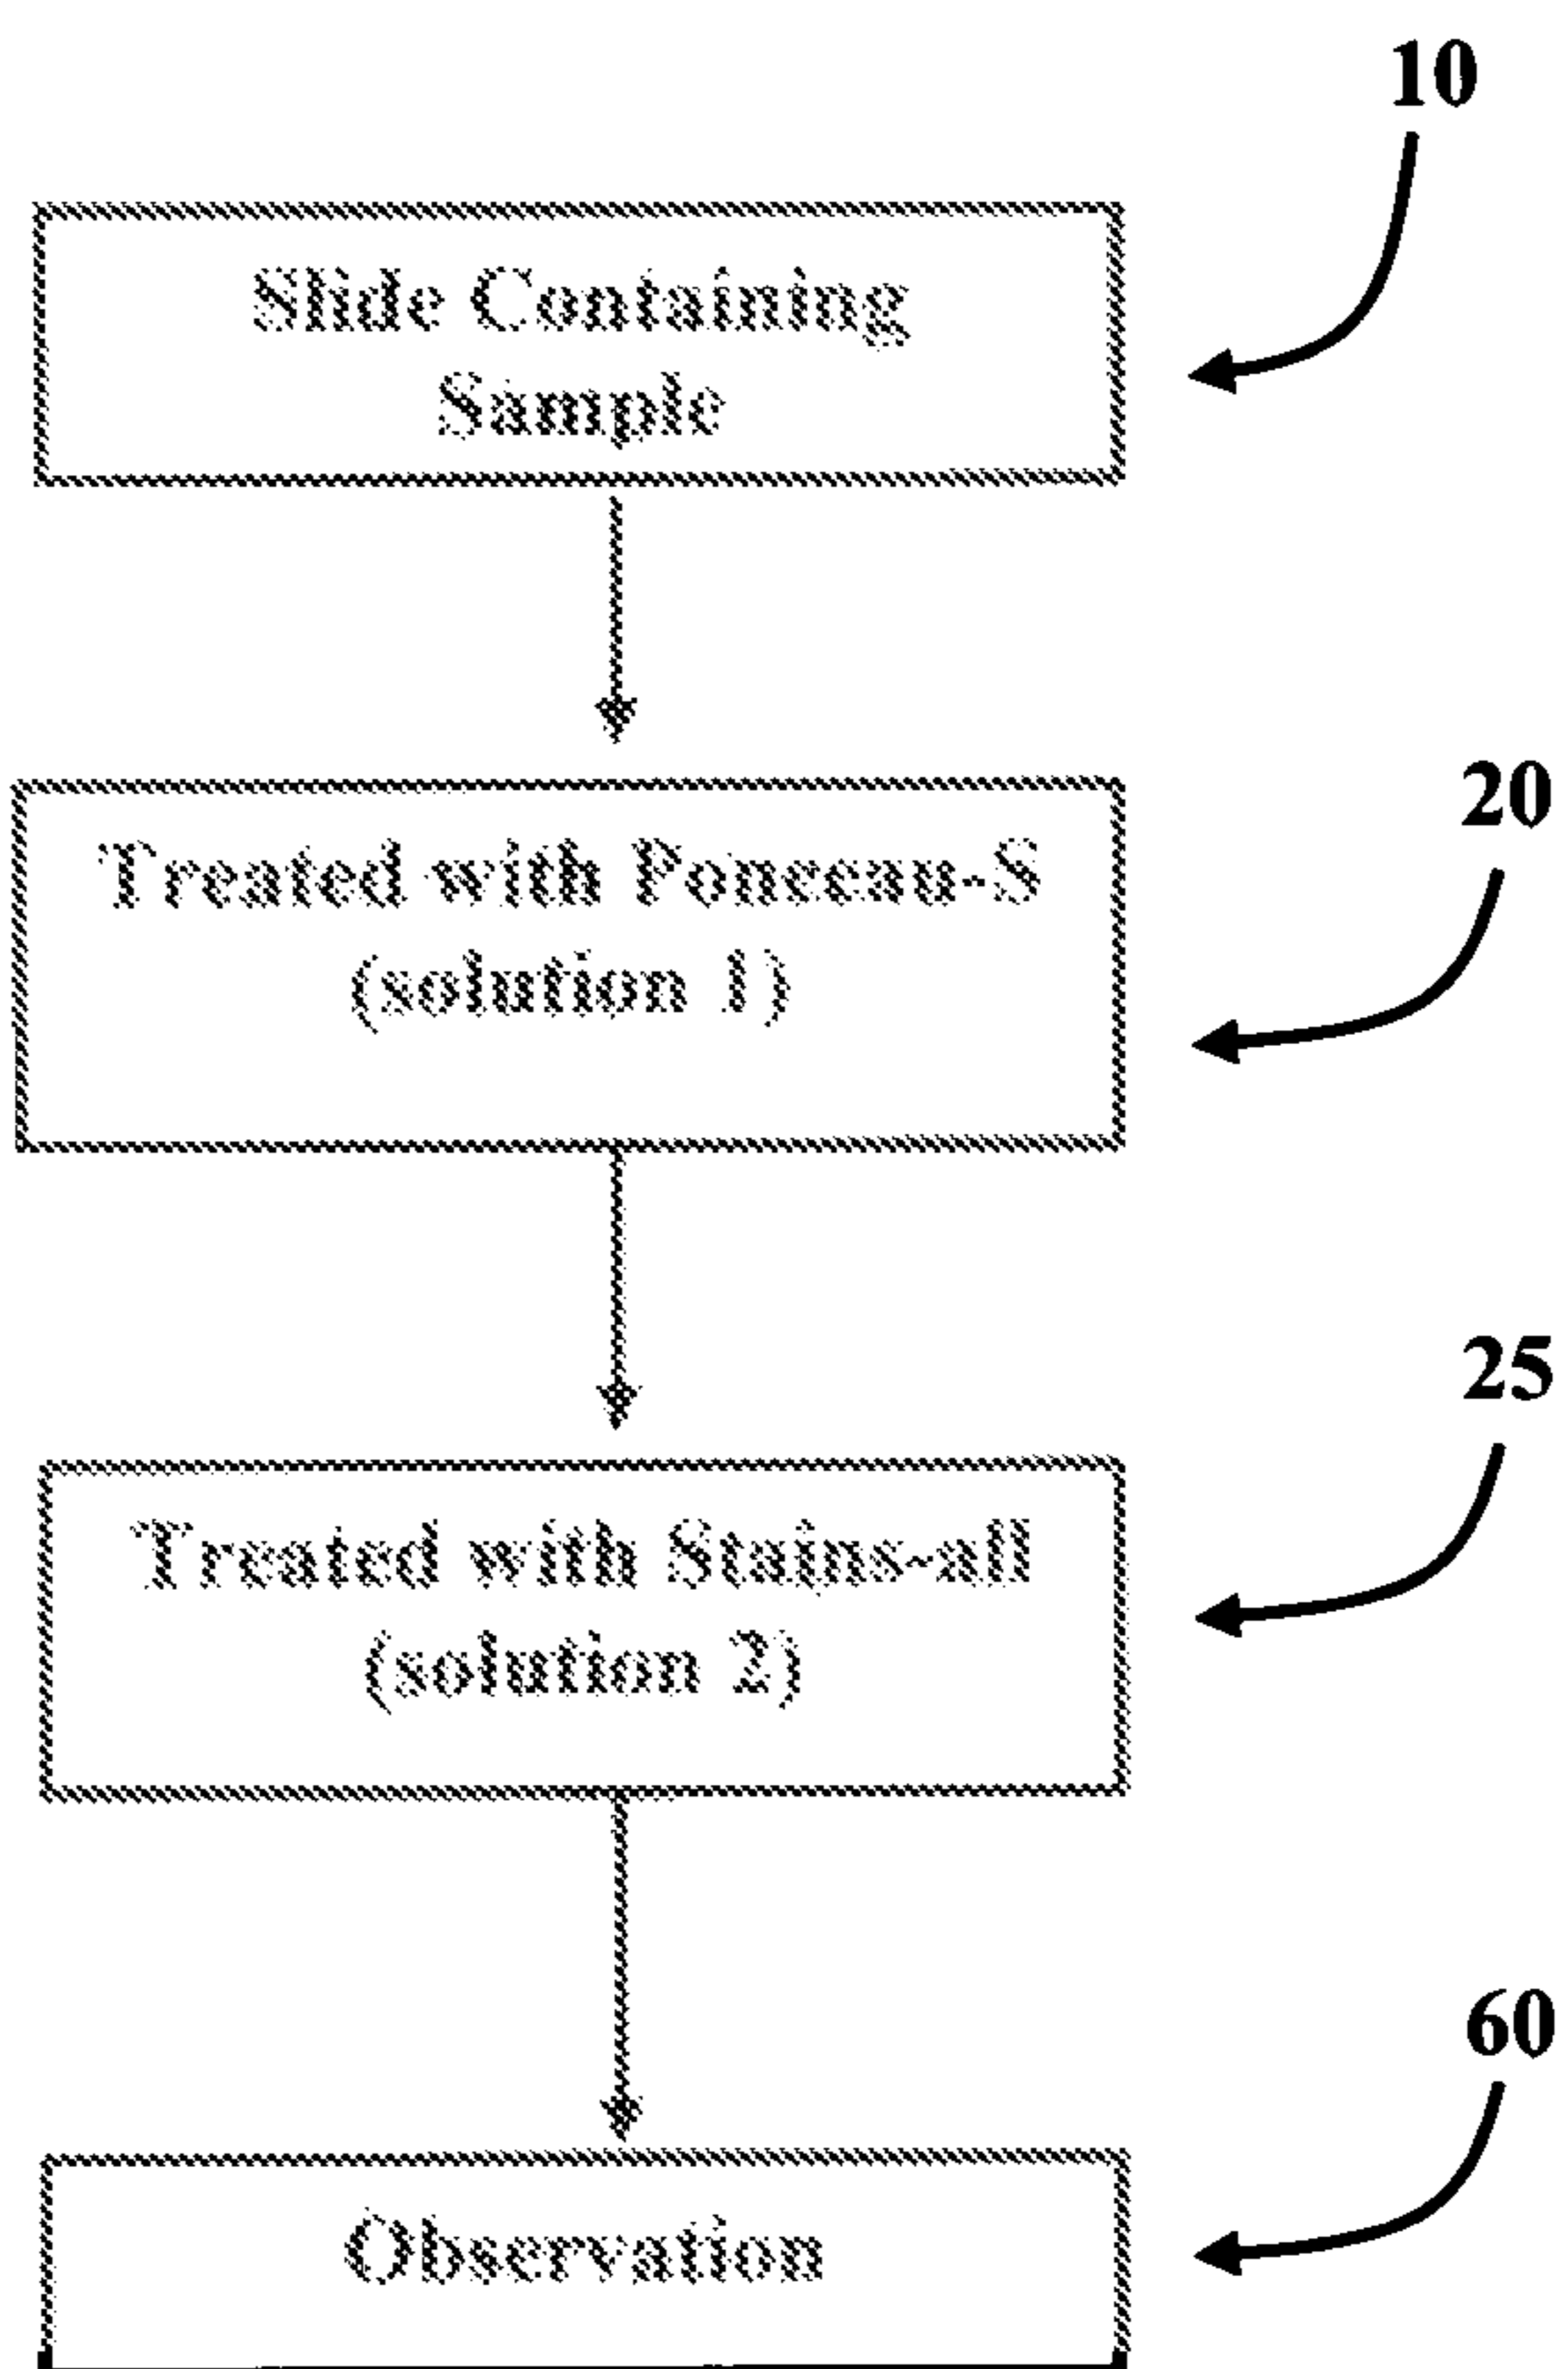 10
Slide Containing
Sample
20
Treated with Ponceau-S
(solution 1)
25
Treated with Stains-all
(solution 2)
60
Observation